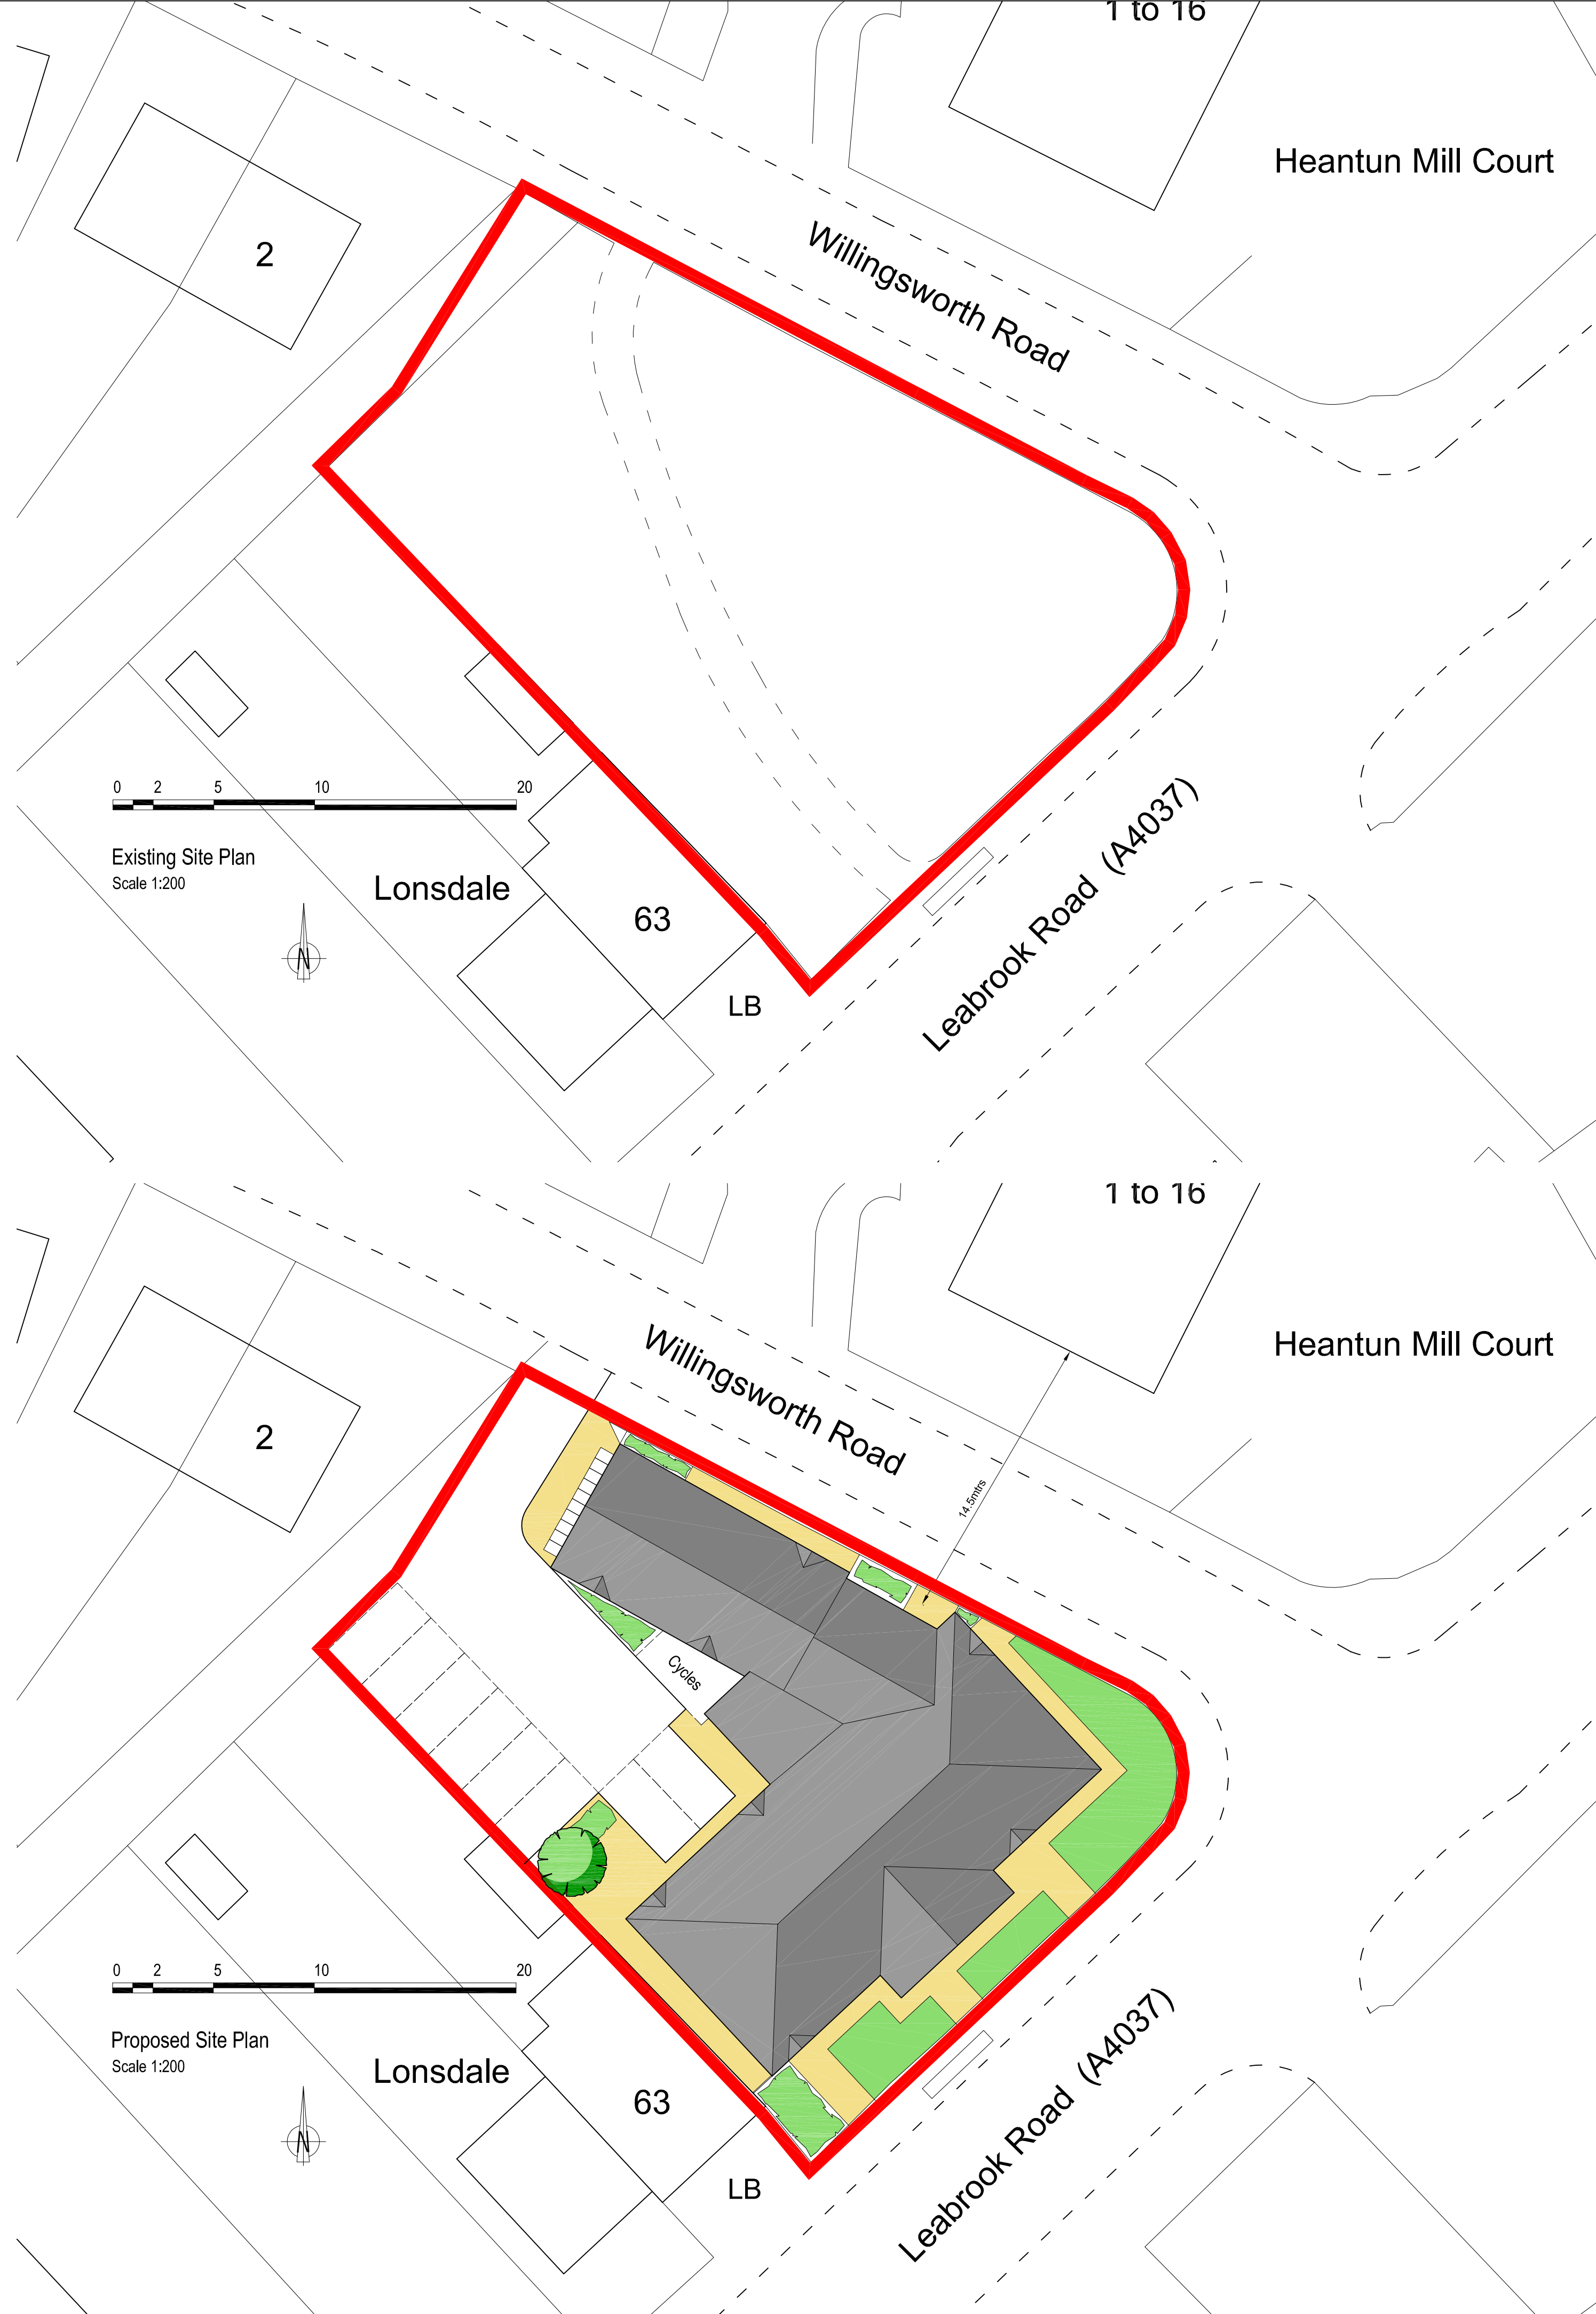 1 to 16
Heantun Mill Court
2
Willingsworth Road
0 2 5 10 20
Existing Site Plan
Scale 1:200
N
Lonsdale
63
LB
Leabrook Road (A4037)
1 to 16
Heantun Mill Court
2
Willingsworth Road
14.5mtrs
Cycles
0 2 5 10 20
Proposed Site Plan
Scale 1:200
N
Lonsdale
63
LB
Leabrook Road (A4037)